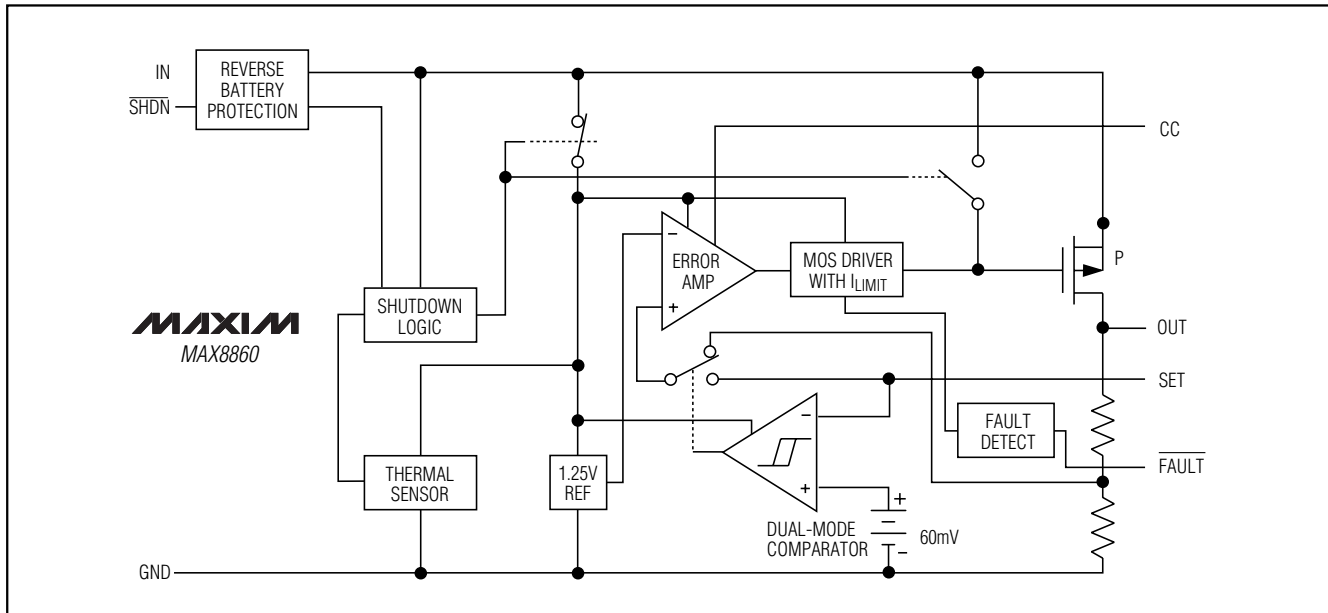 IN
REVERSE
BATTERY
PROTECTION
SHDN
CC
ERROR
AMP
−
+
MOS DRIVER
WITH ILIMIT
P
SHUTDOWN
LOGIC
MAXIM
MAX8860
OUT
SET
−
+
FAULT
DETECT
FAULT
THERMAL
SENSOR
1.25V
REF
DUAL-MODE
COMPARATOR
+
−
60mV
GND